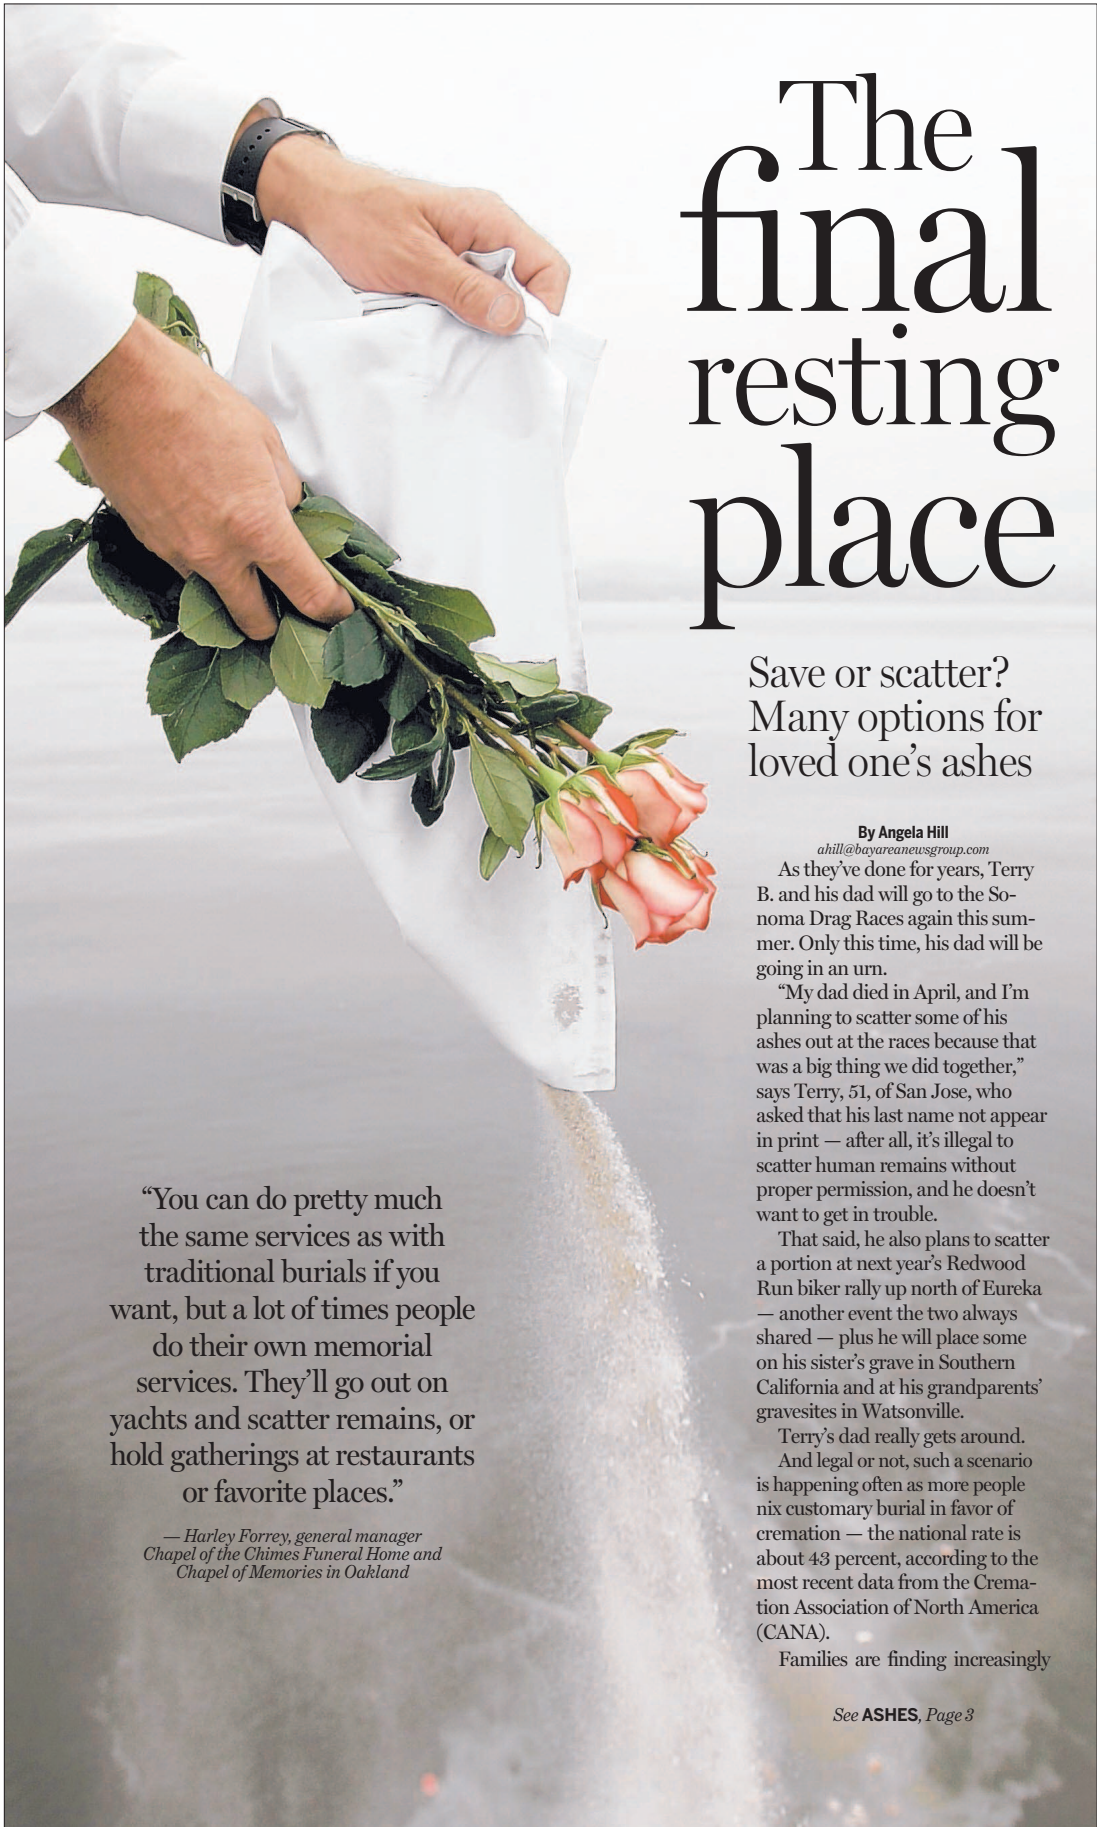 The
final
resting
place
Save or scatter?
Many options for
loved one’s ashes
By Angela Hill
ahill@bayareanewsgroup.com
As they’ve done for years, Terry
B. and his dad will go to the So-
noma Drag Races again this sum-
mer. Only this time, his dad will be
going in an urn.
“My dad died in April, and I’m
planning to scatter some of his
ashes out at the races because that
was a big thing we did together,”
says Terry, 51, of San Jose, who
asked that his last name not appear
in print — after all, it’s illegal to
scatter human remains without
proper permission, and he doesn’t
want to get in trouble.
That said, he also plans to scatter
a portion at next year’s Redwood
Run biker rally up north of Eureka
— another event the two always
shared — plus he will place some
on his sister’s grave in Southern
California and at his grandparents’
gravesites in Watsonville.
Terry’s dad really gets around.
And legal or not, such a scenario
is happening often as more people
nix customary burial in favor of
cremation — the national rate is
about 43 percent, according to the
most recent data from the Crema-
tion Association of North America
(CANA).
Families are finding increasingly
See ASHES, Page 3
“You can do pretty much
the same services as with
traditional burials if you
want, but a lot of times people
do their own memorial
services. They’ll go out on
yachts and scatter remains, or
hold gatherings at restaurants
or favorite places.”
— Harley Forrey, general manager
Chapel of the Chimes Funeral Home and
Chapel of Memories in Oakland